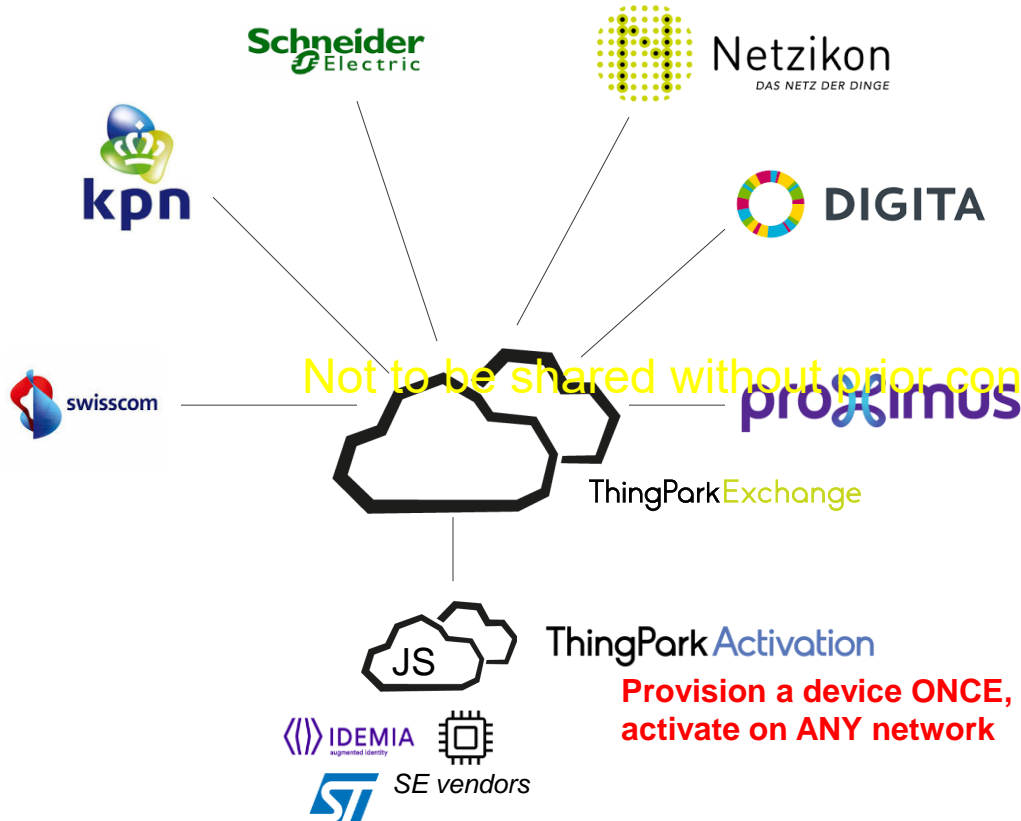 Schneider
Electric
Netzikon
DAS NETZ DER DINGE
kpn
DIGITA
Not to be shared without prior con
swisscom
proximus
ThingParkExchange
JS
ThingPark Activation
Provision a device ONCE,
activate on ANY network
IDEMIA
augmented identity
ST
SE vendors